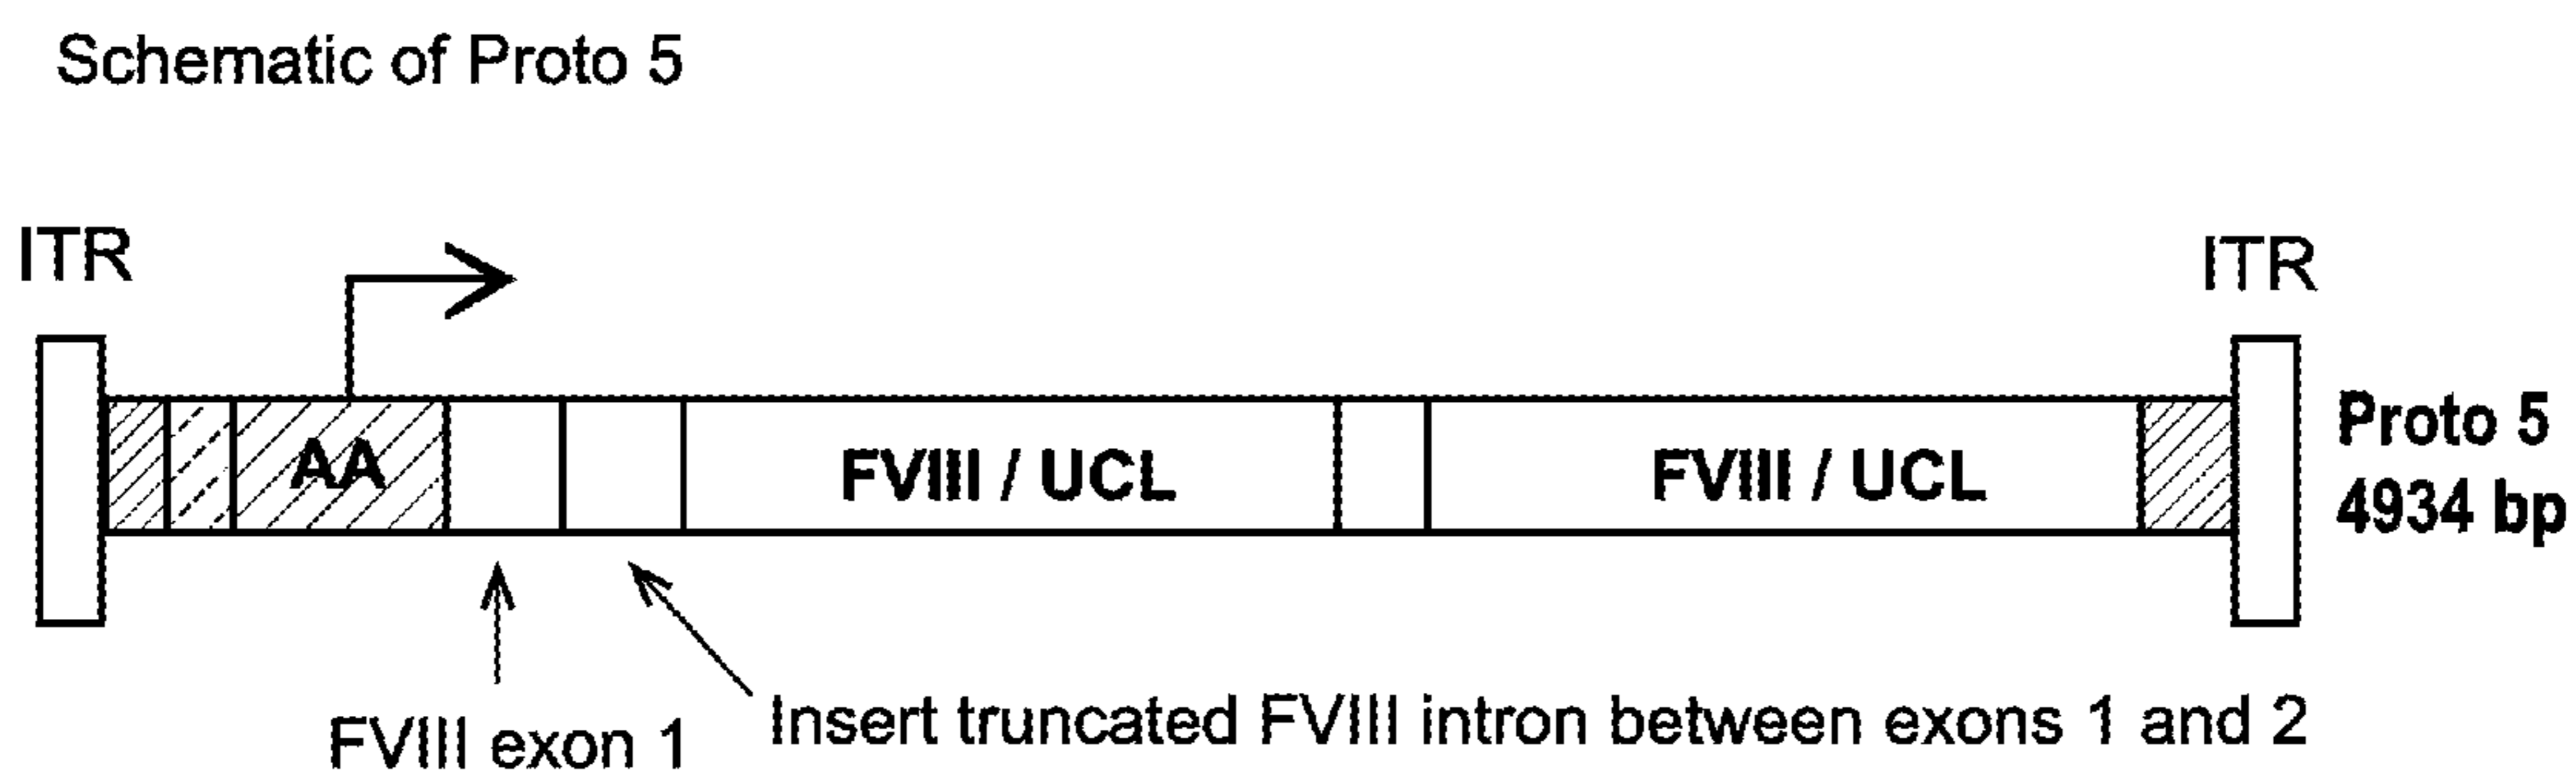 Schematic of Proto 5
ITR
ITR
AA
FVIII / UCL
FVIII / UCL
Proto 5
4934 bp
FVIII exon 1
Insert truncated FVIII intron between exons 1 and 2